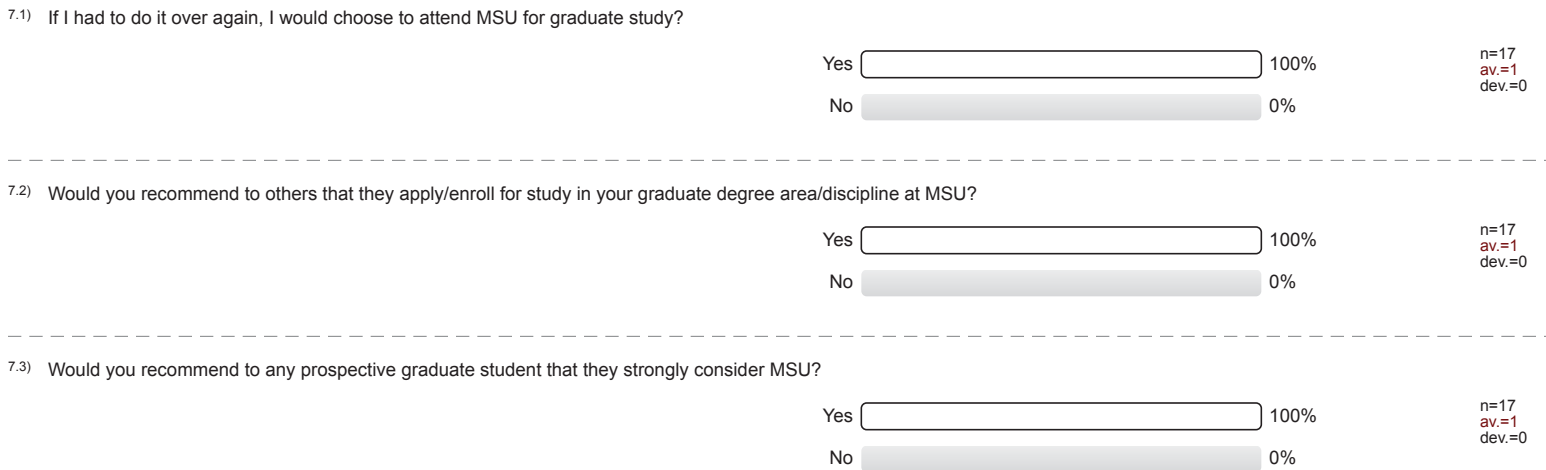 7.1) If I had to do it over again, I would choose to attend MSU for graduate study?
Yes 100%
No 0%
n=17
av.=1
dev.=0
7.2) Would you recommend to others that they apply/enroll for study in your graduate degree area/discipline at MSU?
Yes 100%
No 0%
n=17
av.=1
dev.=0
7.3) Would you recommend to any prospective graduate student that they strongly consider MSU?
Yes 100%
No 0%
n=17
av.=1
dev.=0